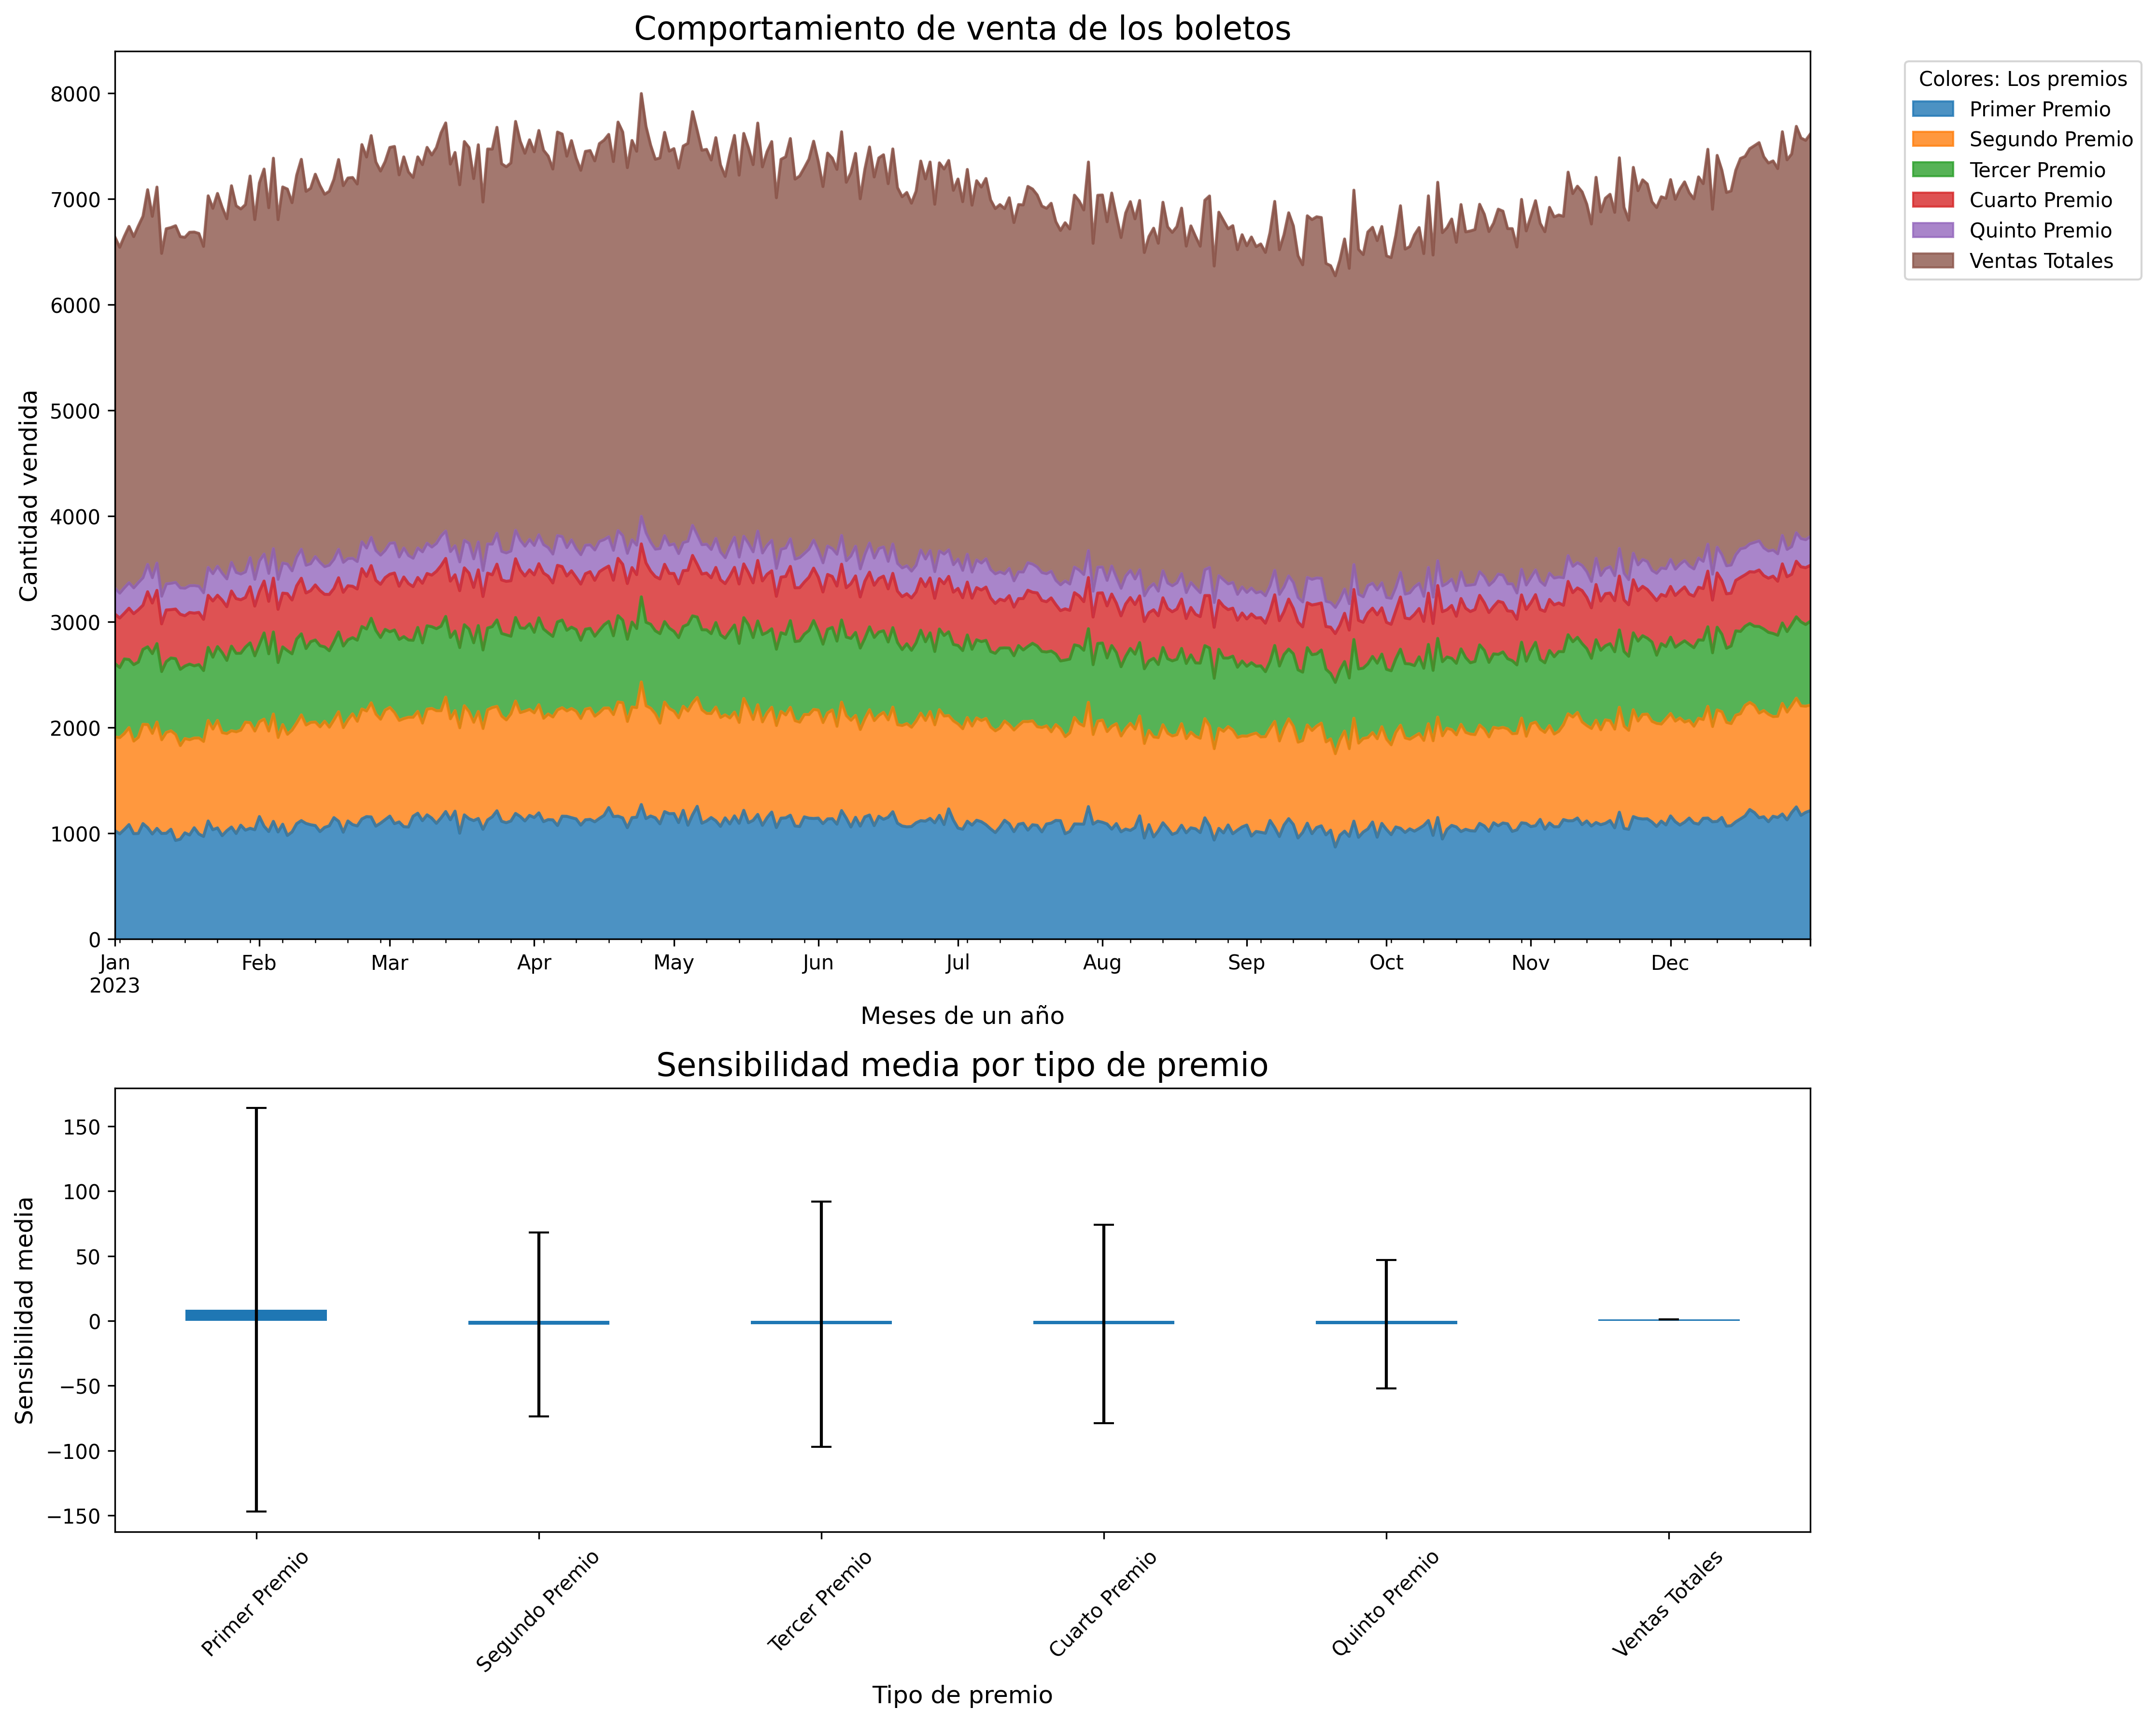 Comportamiento de venta de los boletos
Colores: Los premios
Primer Premio
Segundo Premio
Tercer Premio
Cuarto Premio
Quinto Premio
Ventas Totales
Cantidad vendida
8000
7000
6000
5000
4000
3000
2000
1000
0
Jan Feb Mar Apr May Jun Jul Aug Sep Oct Nov Dec
2023
Meses de un año
Sensibilidad media por tipo de premio
Sensibilidad media
150
100
50
0
−50
−100
−150
Primer Premio
Segundo Premio
Tercer Premio
Cuarto Premio
Quinto Premio
Ventas Totales
Tipo de premio